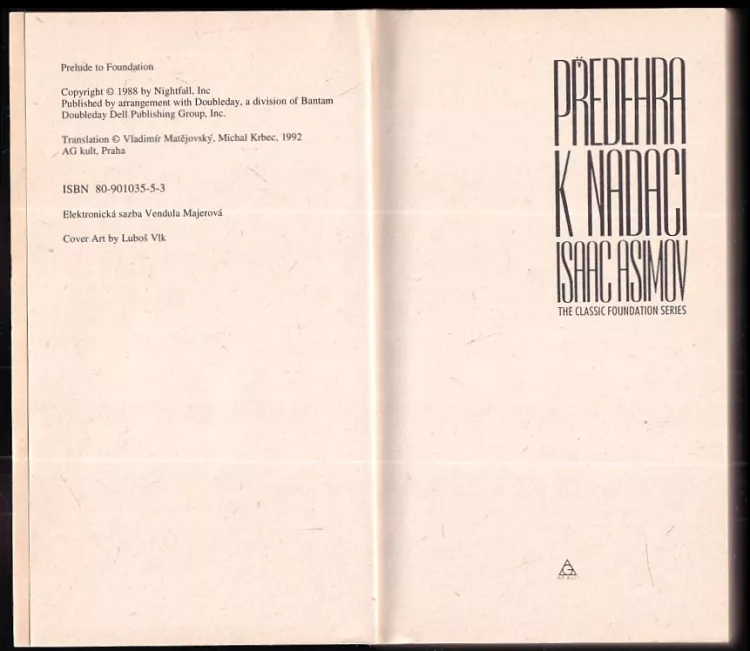 Prelude to Foundation
Copyright © 1988 by Nightfall, Inc
Published by arrangement with Doubleday, a division of Bantam
Doubleday Dell Publishing Group, Inc.
Translation © Vladimír Matějovský, Michal Krbec, 1992
AG kult, Praha
ISBN 80-901035-5-3
Elektronická sazba Vendula Majerová
Cover Art by Luboš Vlk
PŘEDEHRA
K NADACI
ISAAC ASIMOV
THE CLASSIC FOUNDATION SERIES